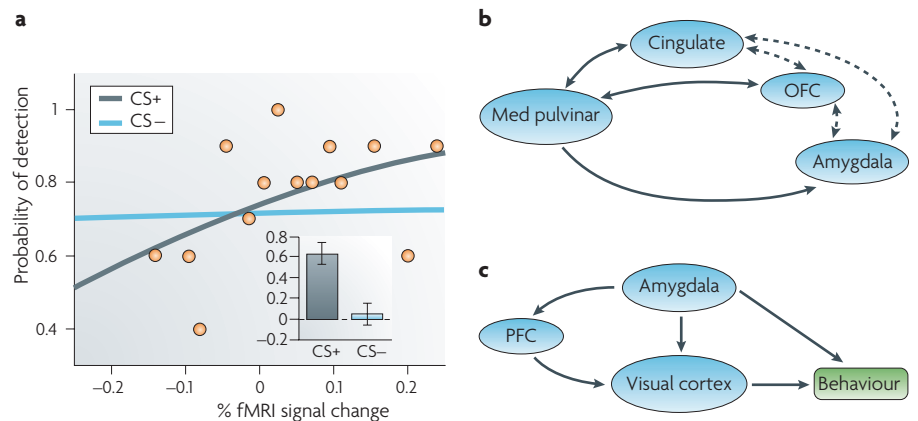 a
CS+
CS−
Probability of detection
1
0.8
0.6
0.4
−0.2
−0.1
0
0.1
0.2
% fMRI signal change
0.8
0.6
0.4
0.2
0
−0.2
CS+
CS−
b
Cingulate
OFC
Med pulvinar
Amygdala
c
Amygdala
PFC
Visual cortex
Behaviour